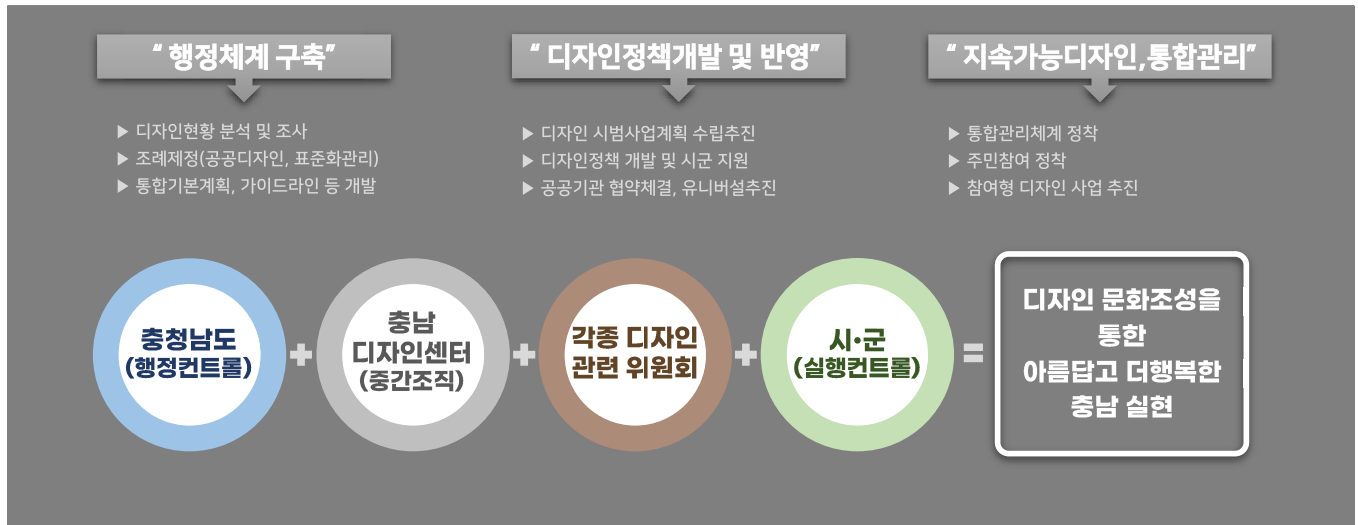 “ 행정체계 구축”
▶ 디자인현황 분석 및 조사
▶ 조례제정(공공디자인, 표준화관리)
▶ 통합기본계획, 가이드라인 등 개발
“ 디자인정책개발 및 반영”
▶ 디자인 시범사업계획 수립추진
▶ 디자인정책 개발 및 시군 지원
▶ 공공기관 협약체결, 유니버설추진
“ 지속가능디자인,통합관리”
▶ 통합관리체계 정착
▶ 주민참여 정착
▶ 참여형 디자인 사업 추진
충청남도
(행정컨트롤)
+
충남
디자인센터
(중간조직)
+
각종 디자인
관련 위원회
+
시·군
(실행컨트롤)
=
디자인 문화조성을
통한
아름답고 더행복한
충남 실현